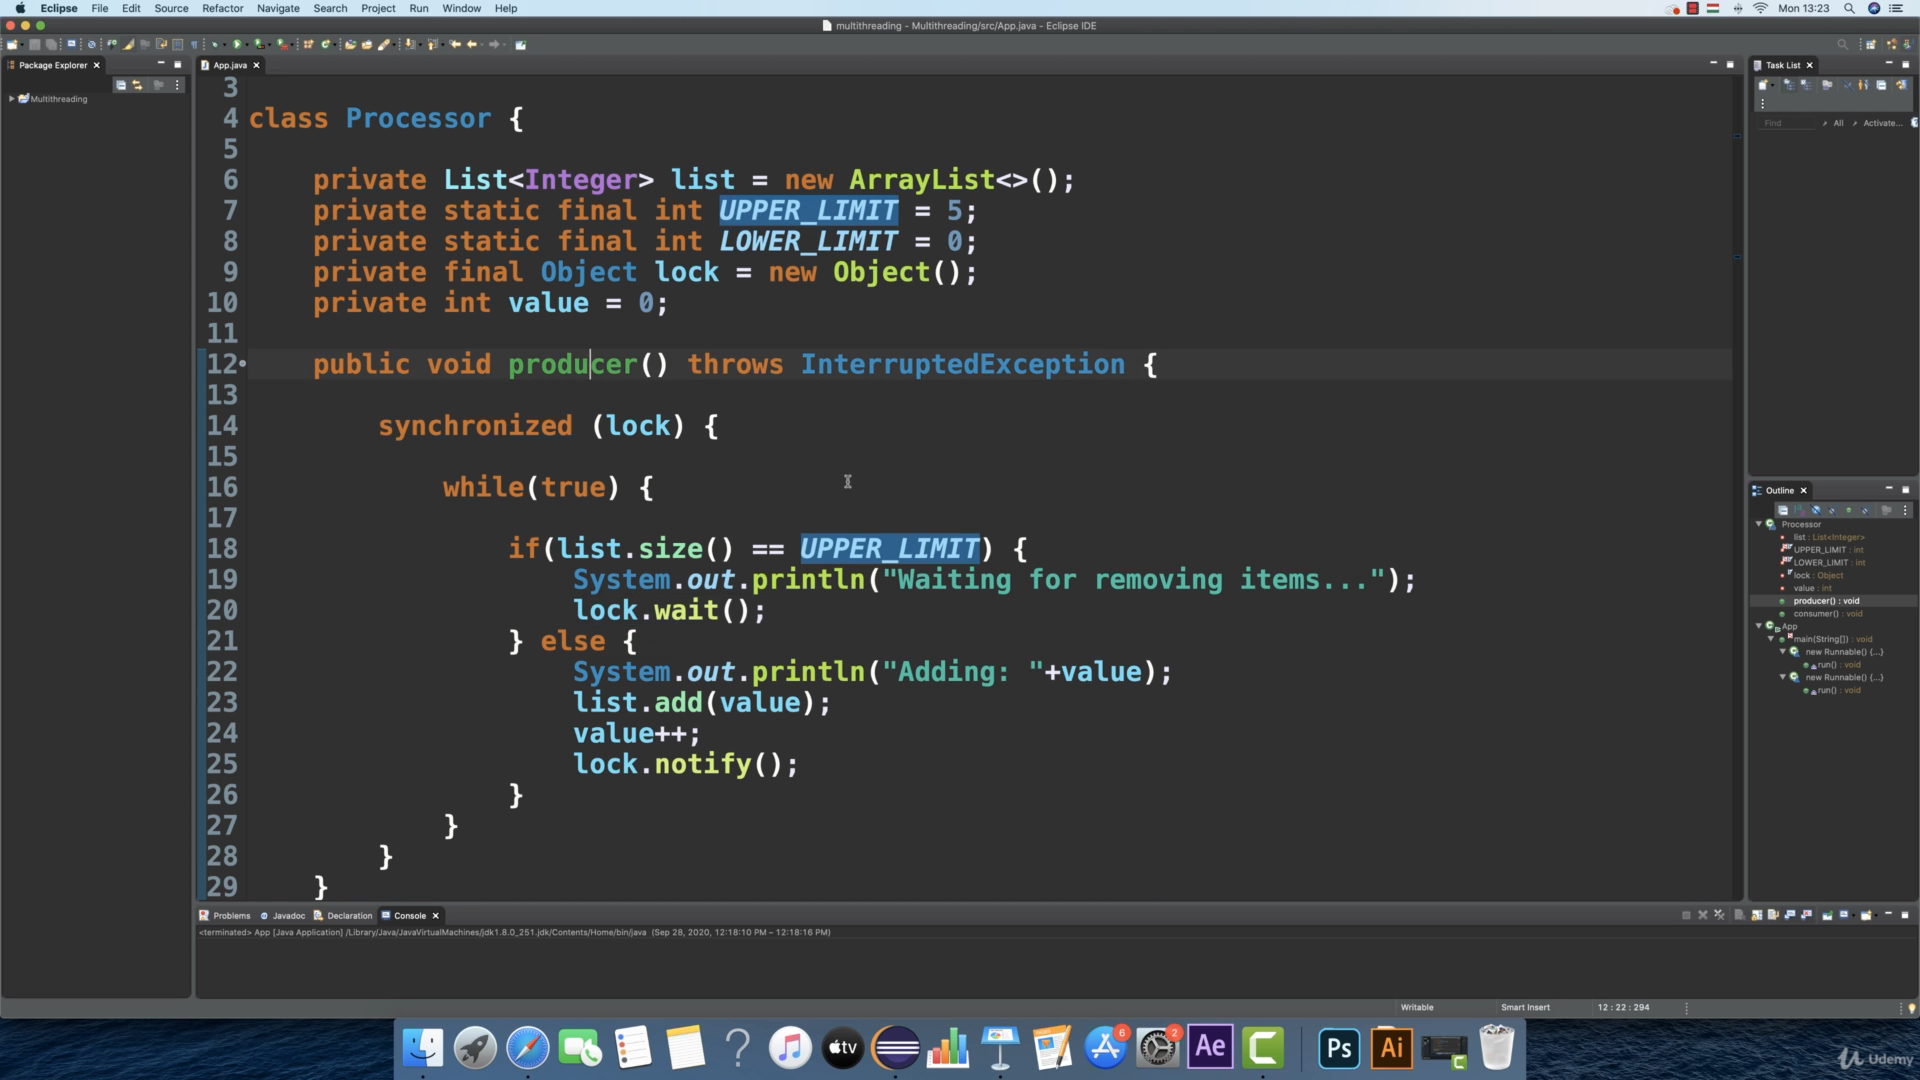 Eclipse File Edit Source Refactor Navigate Search Project Run Window Help Mon 13:23
multithreading - Multithreading/src/App.java - Eclipse IDE
Package Explorer
Multithreading
App.java
3
4 class Processor {
5
6 private List<Integer> list = new ArrayList<>();
7 private static final int UPPER_LIMIT = 5;
8 private static final int LOWER_LIMIT = 0;
9 private final Object lock = new Object();
10 private int value = 0;
11
12 public void producer() throws InterruptedException {
13
14 synchronized (lock) {
15
16 while(true) {
17
18 if(list.size() == UPPER_LIMIT) {
19 System.out.println("Waiting for removing items...");
20 lock.wait();
21 } else {
22 System.out.println("Adding: "+value);
23 list.add(value);
24 value++;
25 lock.notify();
26 }
27 }
28 }
29 }
Task List
Find All Activate...
Outline
Processor
list : List<Integer>
UPPER_LIMIT : int
LOWER_LIMIT : int
lock : Object
value : int
producer() : void
consumer() : void
App
main(String[]) : void
new Runnable() {...}
run() : void
new Runnable() {...}
run() : void
Problems Javadoc Declaration Console
<terminated> App [Java Application] /Library/Java/JavaVirtualMachines/jdk1.8.0_251.jdk/Contents/Home/bin/java (Sep 28, 2020, 12:18:10 PM – 12:18:16 PM)
Writable Smart Insert 12 : 22 : 294
tv 6 2 Ae Ps Ai
Udemy